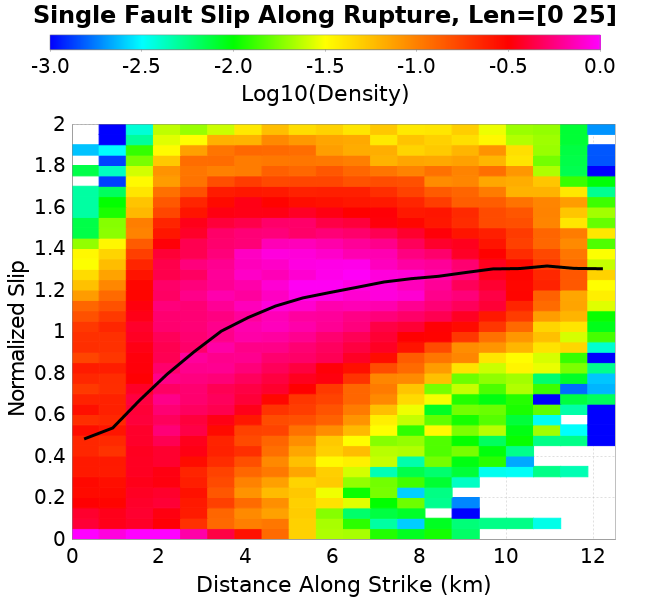 Single Fault Slip Along Rupture, Len=[0 25]
-3.0 -2.5 -2.0 -1.5 -1.0 -0.5 0.0
Log10(Density)
2
1.8
1.6
1.4
1.2
1
0.8
0.6
0.4
0.2
0
Normalized Slip
0 2 4 6 8 10 12
Distance Along Strike (km)